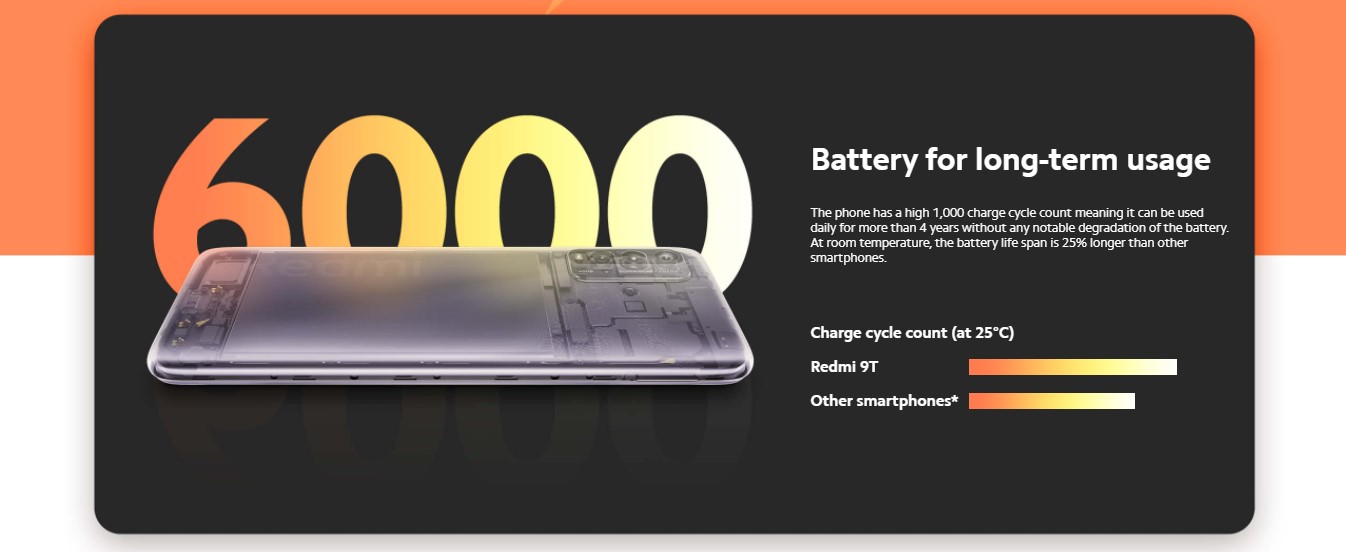 6000
Redmi
Battery for long-term usage
The phone has a high 1,000 charge cycle count meaning it can be used
daily for more than 4 years without any notable degradation of the battery.
At room temperature, the battery life span is 25% longer than other
smartphones.
Charge cycle count (at 25°C)
Redmi 9T
Other smartphones*